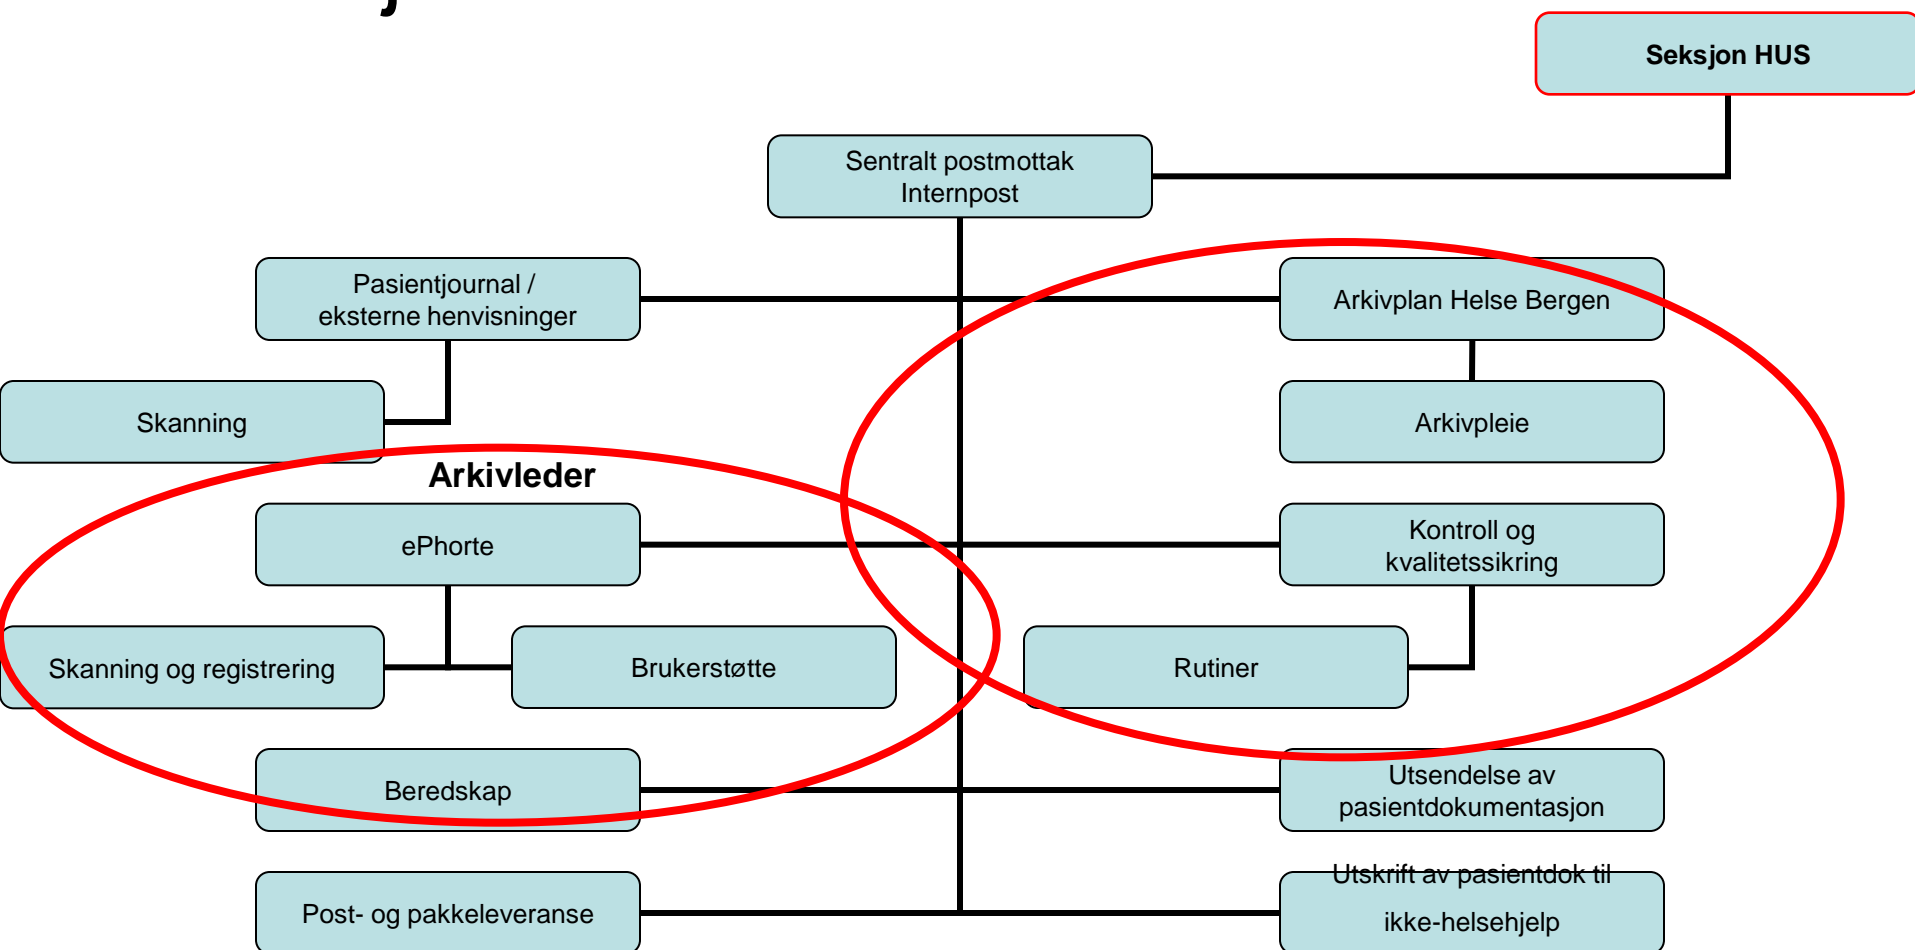 Seksjon HUS
Sentralt postmottak
Internpost
Pasientjournal /
eksterne henvisninger
Arkivplan Helse Bergen
Skanning
Arkivpleie
Arkivleder
ePhorte
Kontroll og
kvalitetssikring
Skanning og registrering
Brukerstøtte
Rutiner
Beredskap
Utsendelse av
pasientdokumentasjon
Post- og pakkeleveranse
Utskrift av pasientdok til
ikke-helsehjelp